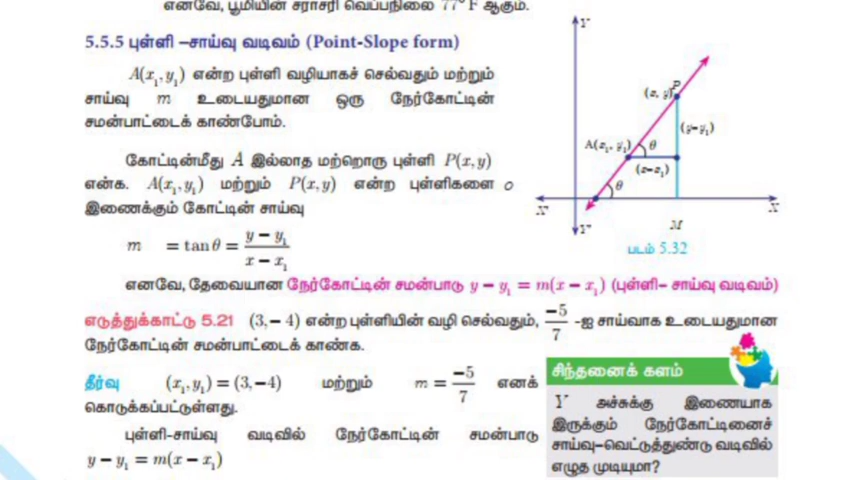 எனவே, பூமியின் சராசரி வெப்பநிலை 77° F ஆகும்.
5.5.5 புள்ளி –சாய்வு வடிவம் (Point-Slope form)
A(x₁, y₁) என்ற புள்ளி வழியாகச் செல்வதும் மற்றும்
சாய்வு m உடையதுமான ஒரு நேர்கோட்டின்
சமன்பாட்டைக் காண்போம்.
கோட்டின்மீது A இல்லாத மற்றொரு புள்ளி P(x, y)
என்க. A(x₁, y₁) மற்றும் P(x, y) என்ற புள்ளிகளை
இணைக்கும் கோட்டின் சாய்வு
m = tan θ = (y − y₁)/(x − x₁)
Y
P
(x, y)
(y−y₁)
A(x₁, y₁)
θ
(x−x₁)
θ
O
X′
X
Y′
M
படம் 5.32
எனவே, தேவையான நேர்கோட்டின் சமன்பாடு y − y₁ = m(x − x₁) (புள்ளி– சாய்வு வடிவம்)
எடுத்துக்காட்டு 5.21 (3, − 4) என்ற புள்ளியின் வழி செல்வதும், −5/7 -ஐ சாய்வாக உடையதுமான
நேர்கோட்டின் சமன்பாட்டைக் காண்க.
தீர்வு (x₁, y₁) = (3, −4) மற்றும் m = −5/7 எனக்
கொடுக்கப்பட்டுள்ளது.
புள்ளி-சாய்வு வடிவில் நேர்கோட்டின் சமன்பாடு
y − y₁ = m(x − x₁)
சிந்தனைக் களம்
Y அச்சுக்கு இணையாக
இருக்கும் நேர்கோட்டினைச்
சாய்வு–வெட்டுத்துண்டு வடிவில்
எழுத முடியுமா?